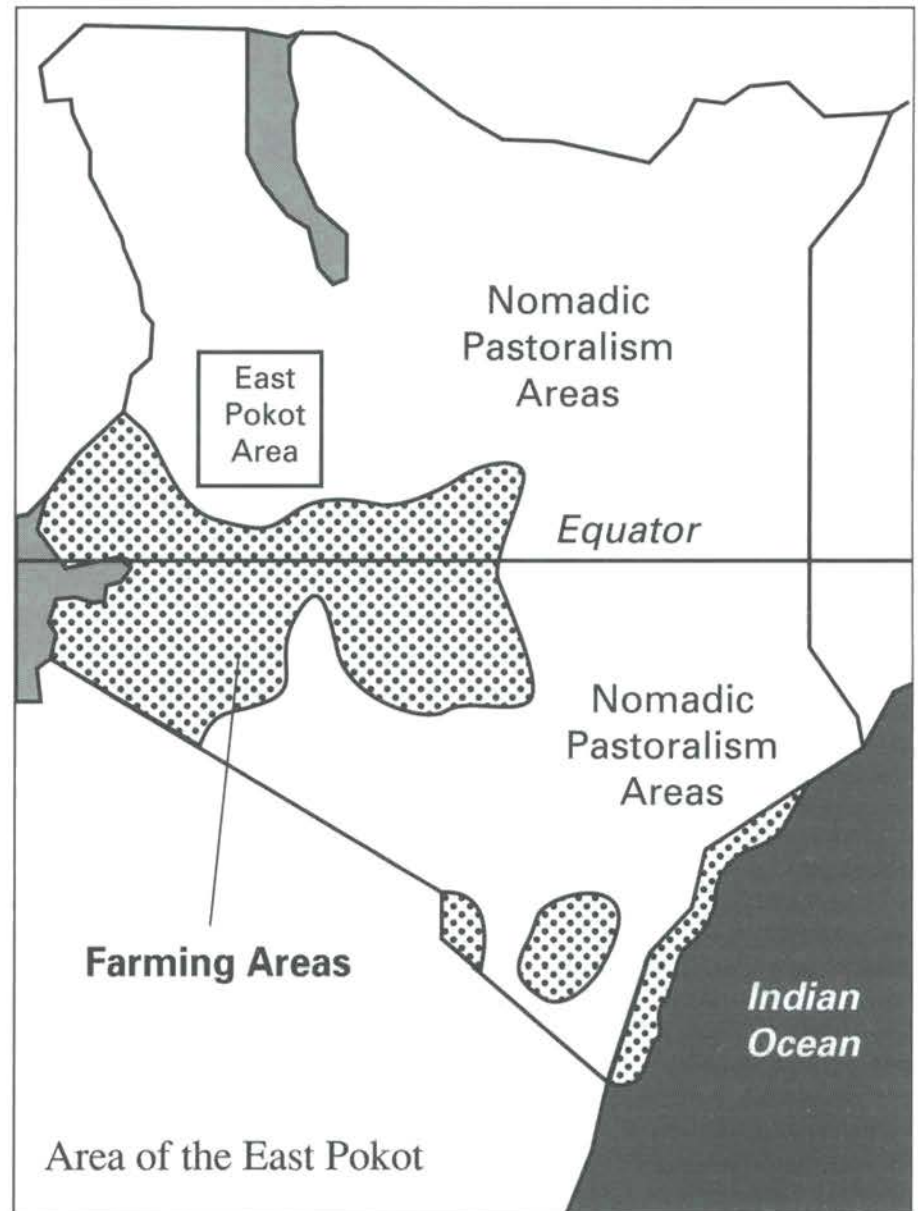 Nomadic
Pastoralism
Areas
East
Pokot
Area
Equator
Nomadic
Pastoralism
Areas
Farming Areas
Indian
Ocean
Area of the East Pokot